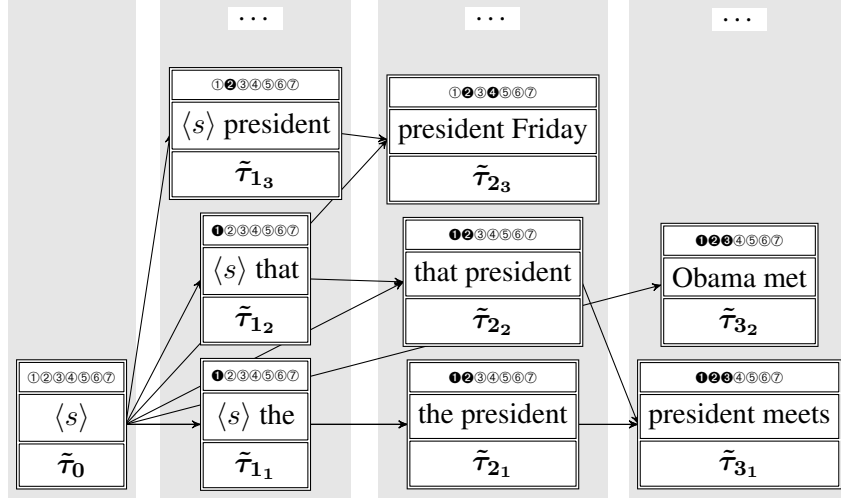 ...
...
...
①❷③④⑤⑥⑦
⟨s⟩ president
τ̃₁₃
①❷③❹⑤⑥⑦
president Friday
τ̃₂₃
❶②③④⑤⑥⑦
⟨s⟩ that
τ̃₁₂
❶❷③④⑤⑥⑦
that president
τ̃₂₂
❶❷❸④⑤⑥⑦
Obama met
τ̃₃₂
①②③④⑤⑥⑦
⟨s⟩
τ̃₀
❶②③④⑤⑥⑦
⟨s⟩ the
τ̃₁₁
❶❷③④⑤⑥⑦
the president
τ̃₂₁
❶❷❸④⑤⑥⑦
president meets
τ̃₃₁